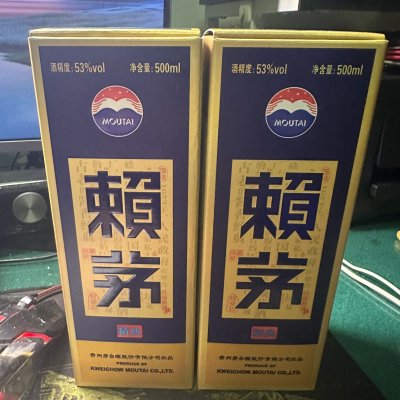 酒精度:53%vol 净含量:500ml
MOUTAI
賴
茅
贵州茅台酒股份有限公司出品
PRODUCE OF
KWEICHOW MOUTAI CO.,LTD.
酒精度:53%vol 净含量:500ml
MOUTAI
賴
茅
贵州茅台酒股份有限公司出品
PRODUCE OF
KWEICHOW MOUTAI CO.,LTD.